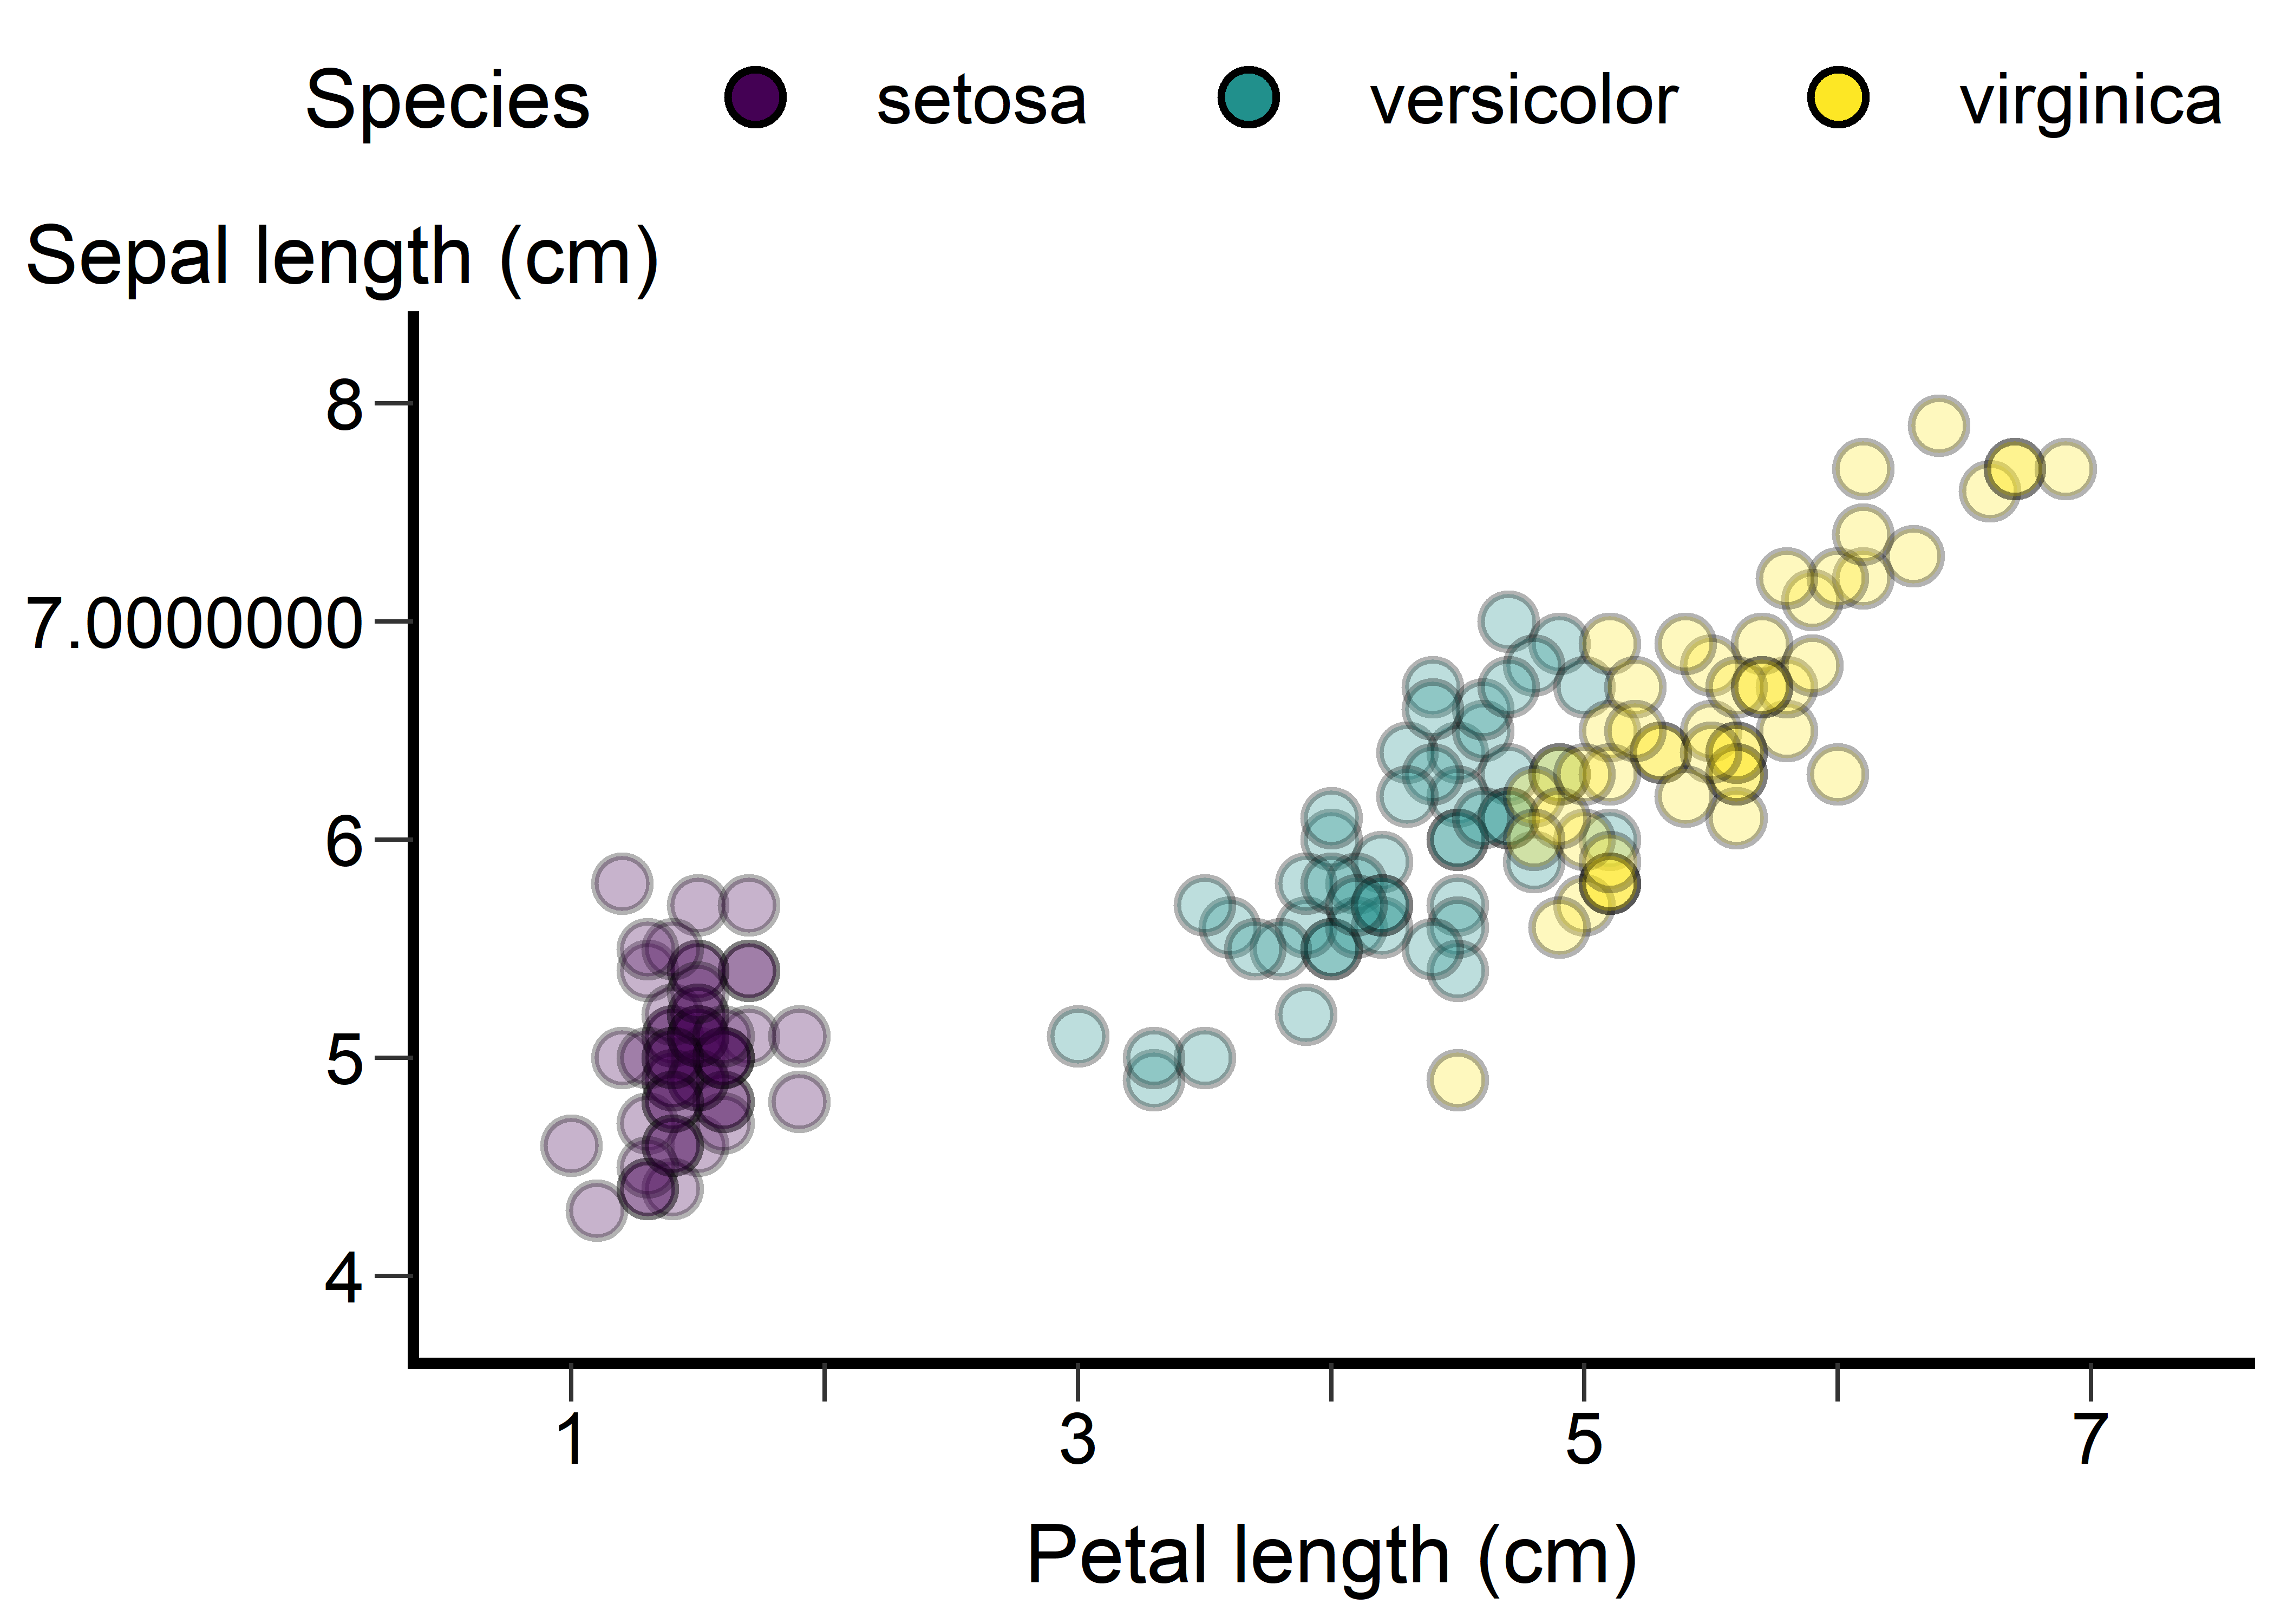 Species setosa versicolor virginica
Sepal length (cm)
8
7.0000000
6
5
4
1 3 5 7
Petal length (cm)